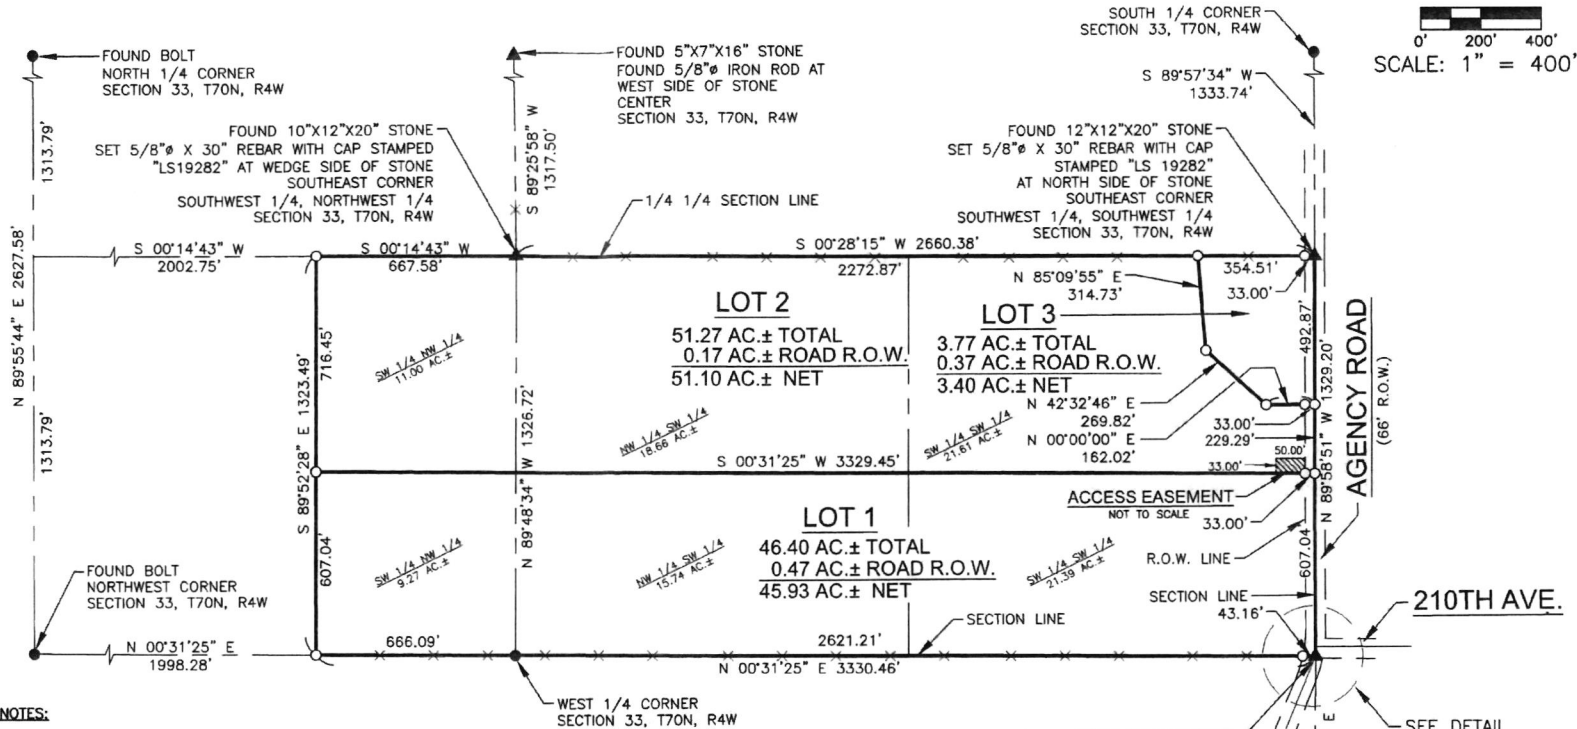 FOUND BOLT
NORTH 1/4 CORNER
SECTION 33, T70N, R4W
FOUND 5"X7"X16" STONE
FOUND 5/8"ø IRON ROD AT
WEST SIDE OF STONE
CENTER
SECTION 33, T70N, R4W
SOUTH 1/4 CORNER
SECTION 33, T70N, R4W
0' 200' 400'
SCALE: 1" = 400'
S 89°57'34" W
1333.74'
FOUND 10"X12"X20" STONE
SET 5/8"ø X 30" REBAR WITH CAP STAMPED
"LS19282" AT WEDGE SIDE OF STONE
SOUTHEAST CORNER
SOUTHWEST 1/4, NORTHWEST 1/4
SECTION 33, T70N, R4W
S 89°25'58" W
1317.50'
FOUND 12"X12"X20" STONE
SET 5/8"ø X 30" REBAR WITH CAP
STAMPED "LS 19282"
AT NORTH SIDE OF STONE
SOUTHEAST CORNER
SOUTHWEST 1/4, SOUTHWEST 1/4
SECTION 33, T70N, R4W
1/4 1/4 SECTION LINE
1313.79'
N 89°55'44" E 2627.58'
1313.79'
S 00°14'43" W
2002.75'
S 00°14'43" W
667.58'
S 00°28'15" W 2660.38'
2272.87'
354.51'
33.00'
N 85°09'55" E
314.73'
LOT 2
51.27 AC.± TOTAL
0.17 AC.± ROAD R.O.W.
51.10 AC.± NET
LOT 3
3.77 AC.± TOTAL
0.37 AC.± ROAD R.O.W.
3.40 AC.± NET
492.87'
N 89°58'51" W 1329.20'
AGENCY ROAD
(66' R.O.W.)
716.45'
S 89°52'28" E 1323.49'
SW 1/4 NW 1/4
11.00 AC.±
N 89°48'34" W 1326.72'
NW 1/4 SW 1/4
18.66 AC.±
SW 1/4 SW 1/4
21.61 AC.±
N 42°32'46" E
269.82'
N 00°00'00" E
162.02'
33.00'
229.29'
50.00'
33.00'
S 00°31'25" W 3329.45'
ACCESS EASEMENT
NOT TO SCALE
33.00'
LOT 1
46.40 AC.± TOTAL
0.47 AC.± ROAD R.O.W.
45.93 AC.± NET
607.04'
SW 1/4 NW 1/4
9.27 AC.±
NW 1/4 SW 1/4
15.74 AC.±
SW 1/4 SW 1/4
21.39 AC.±
R.O.W. LINE
607.04
SECTION LINE
43.16'
210TH AVE.
FOUND BOLT
NORTHWEST CORNER
SECTION 33, T70N, R4W
N 00°31'25" E
1998.28'
666.09'
2621.21'
SECTION LINE
N 00°31'25" E 3330.46'
WEST 1/4 CORNER
SECTION 33, T70N, R4W
NOTES:
E
SEE DETAIL